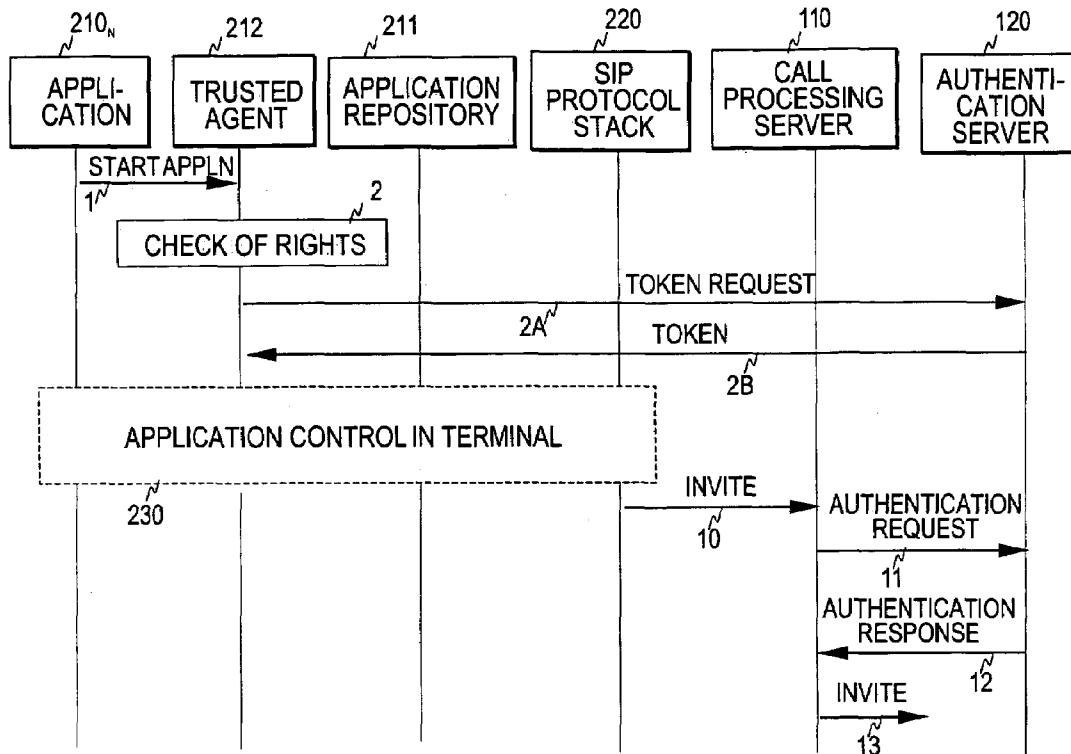 210N 212 211 220 110 120
APPLI-
CATION
TRUSTED
AGENT
APPLICATION
REPOSITORY
SIP
PROTOCOL
STACK
CALL
PROCESSING
SERVER
AUTHENTI-
CATION
SERVER
START APPLN
1
2
CHECK OF RIGHTS
TOKEN REQUEST
2A
TOKEN
2B
APPLICATION CONTROL IN TERMINAL
230
INVITE
10
AUTHENTICATION
REQUEST
11
AUTHENTICATION
RESPONSE
12
INVITE
13